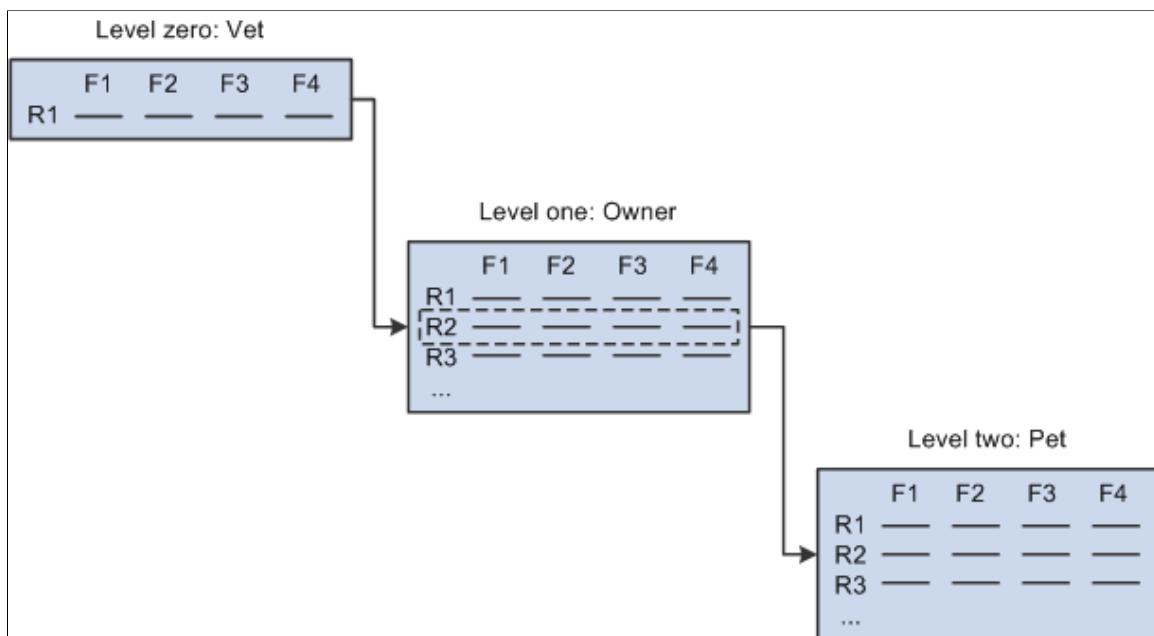 Level zero: Vet
F1 F2 F3 F4
R1
Level one: Owner
F1 F2 F3 F4
R1
R2
R3
...
Level two: Pet
F1 F2 F3 F4
R1
R2
R3
...